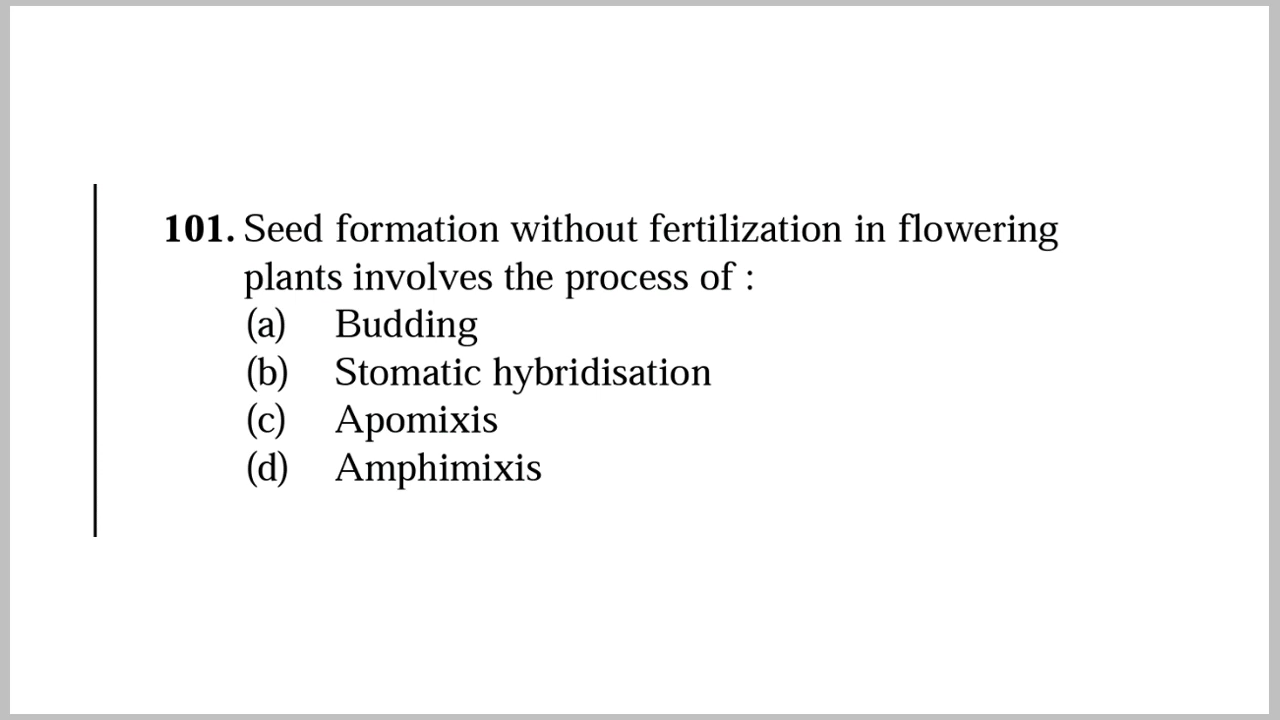 101. Seed formation without fertilization in flowering
plants involves the process of :
(a) Budding
(b) Stomatic hybridisation
(c) Apomixis
(d) Amphimixis